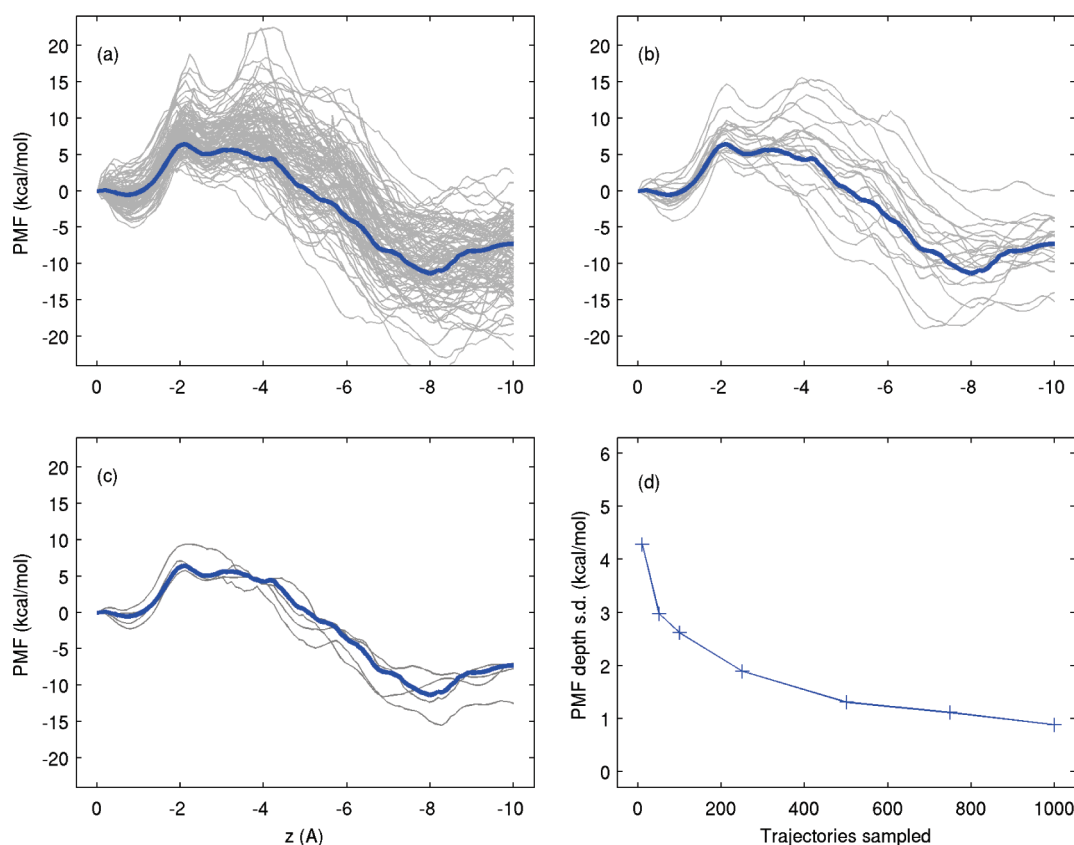 (a)
20
15
10
5
0
-5
-10
-15
-20
PMF (kcal/mol)
0 -2 -4 -6 -8 -10
(b)
20
15
10
5
0
-5
-10
-15
-20
0 -2 -4 -6 -8 -10
(c)
20
15
10
5
0
-5
-10
-15
-20
PMF (kcal/mol)
0 -2 -4 -6 -8 -10
z (A)
(d)
6
5
4
3
2
1
0
PMF depth s.d. (kcal/mol)
0 200 400 600 800 1000
Trajectories sampled